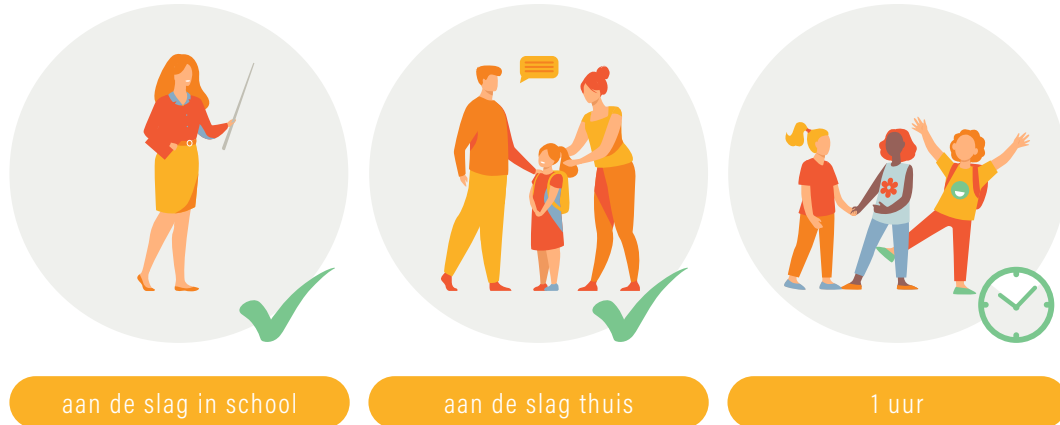 aan de slag in school
aan de slag thuis
1 uur